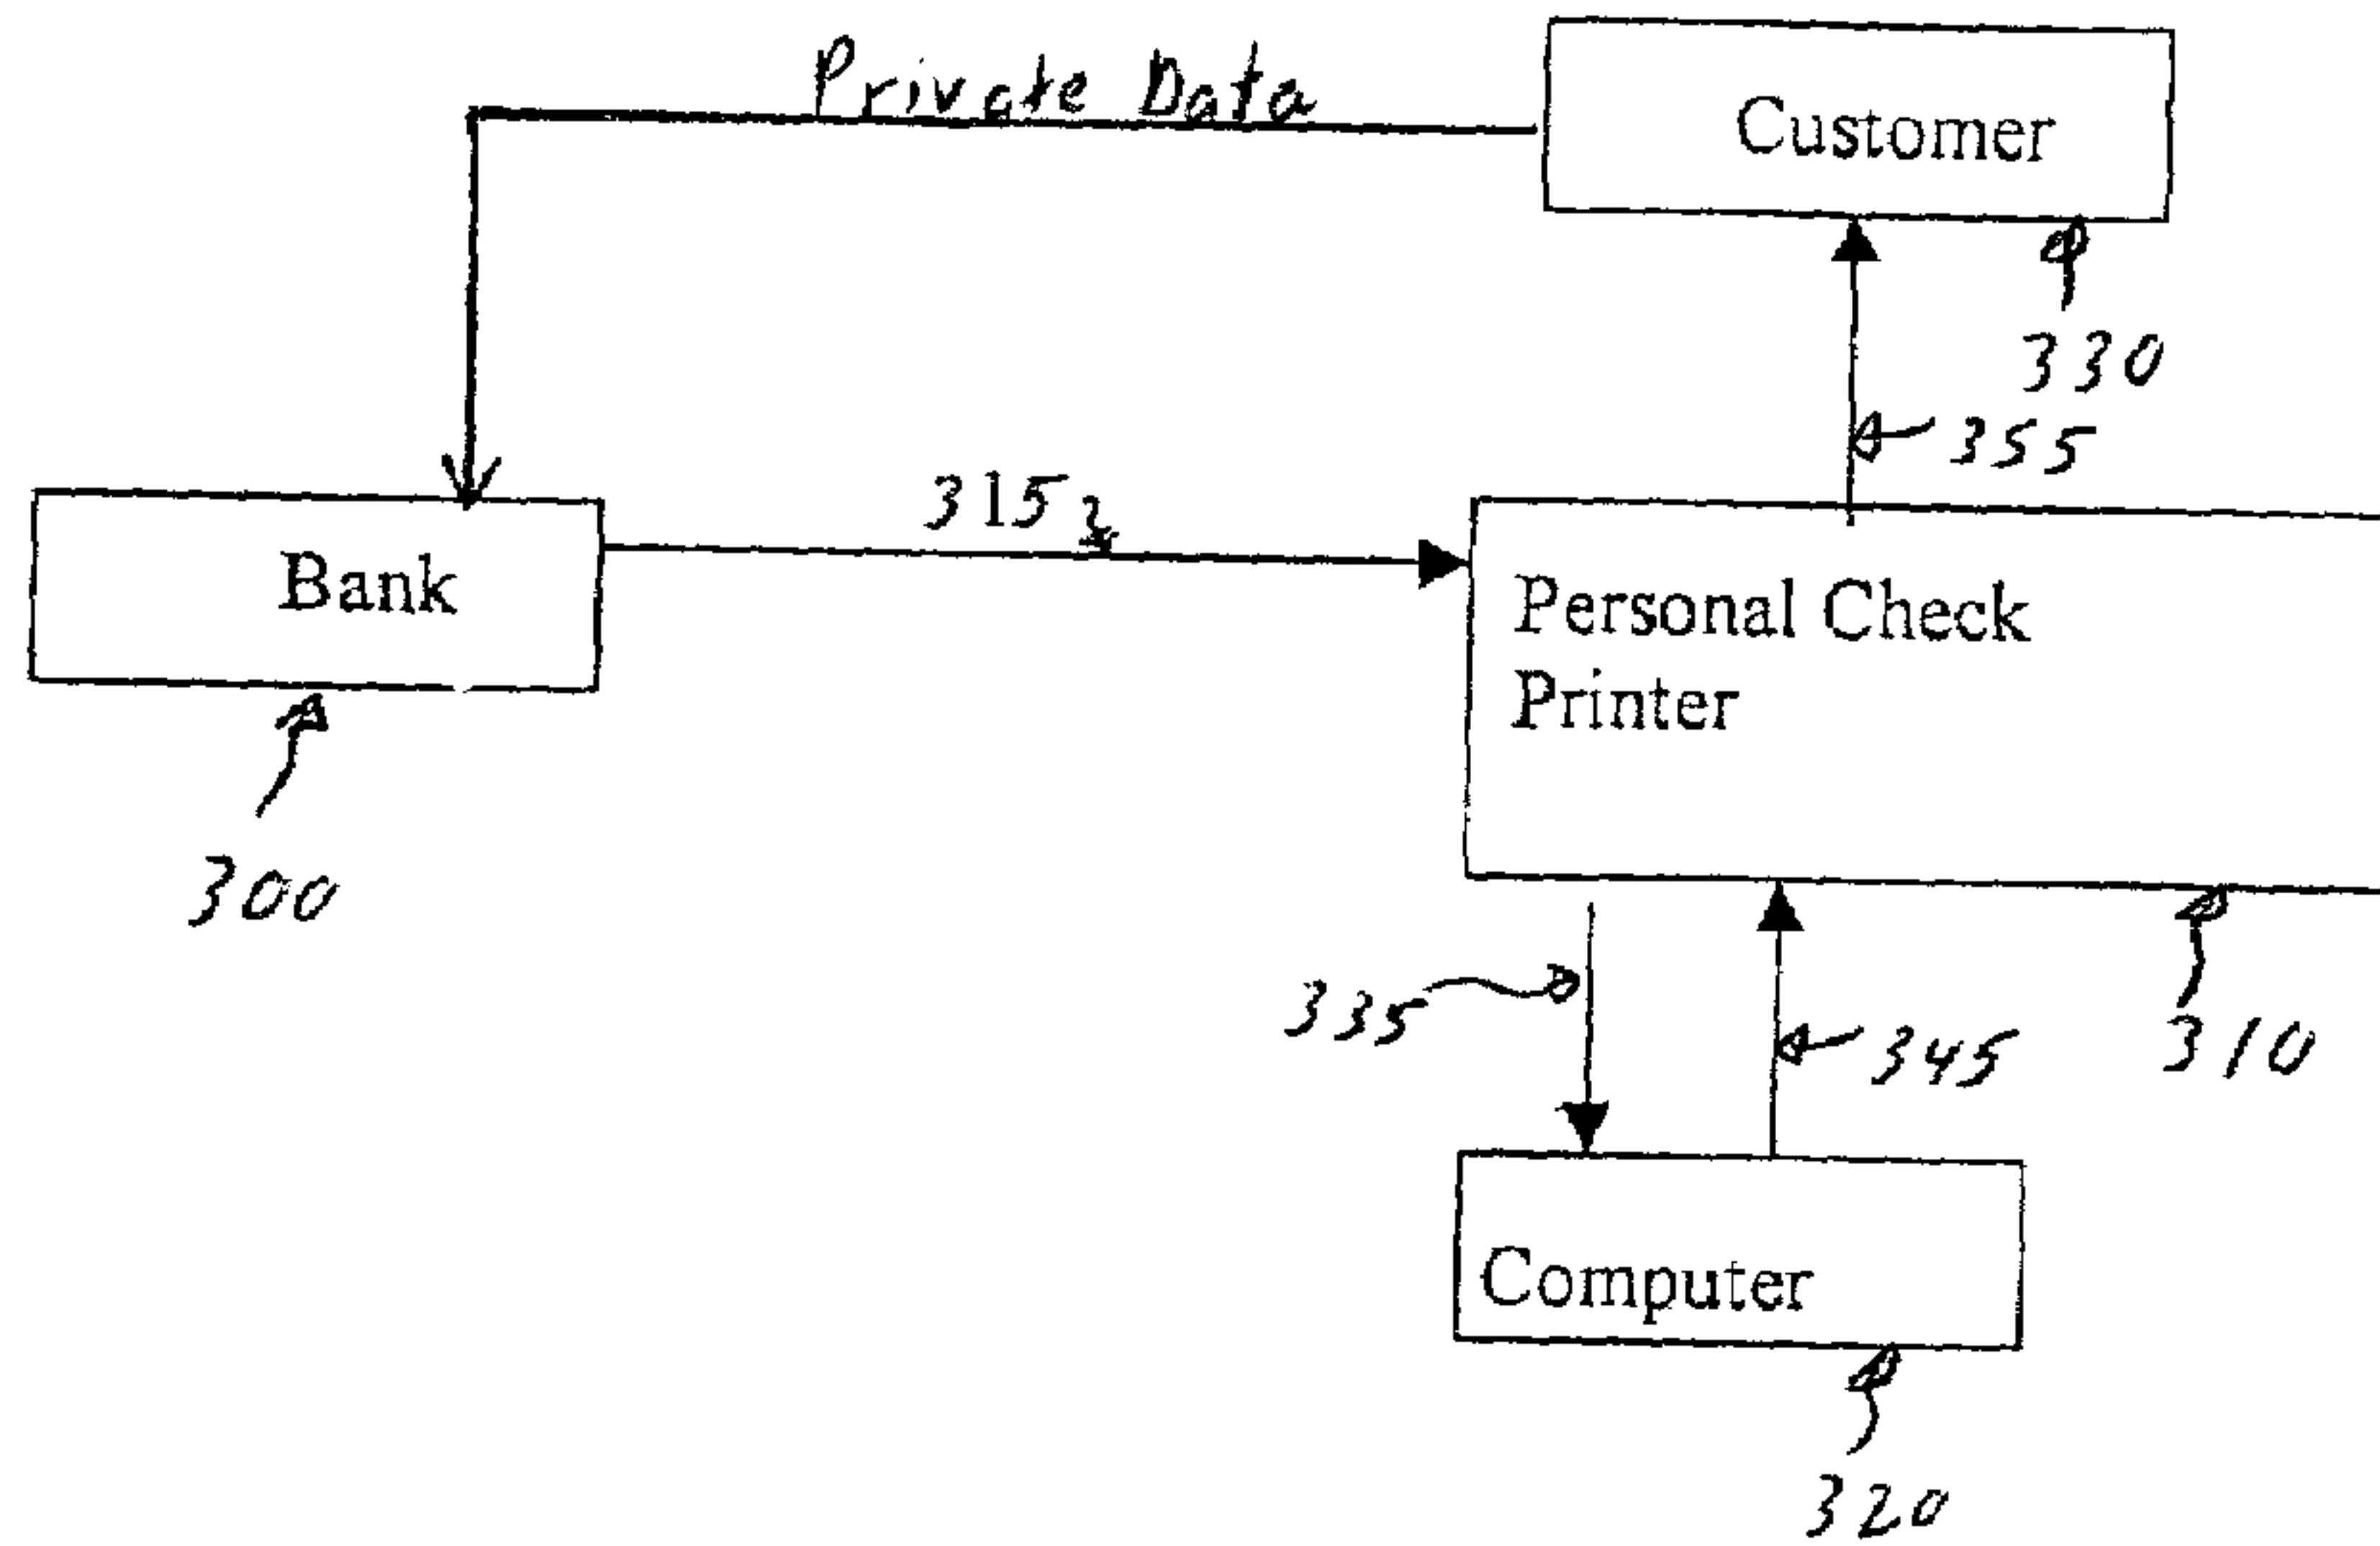 Private Data
Customer
330
355
315
Bank
Personal Check
Printer
300
335
345
310
Computer
320